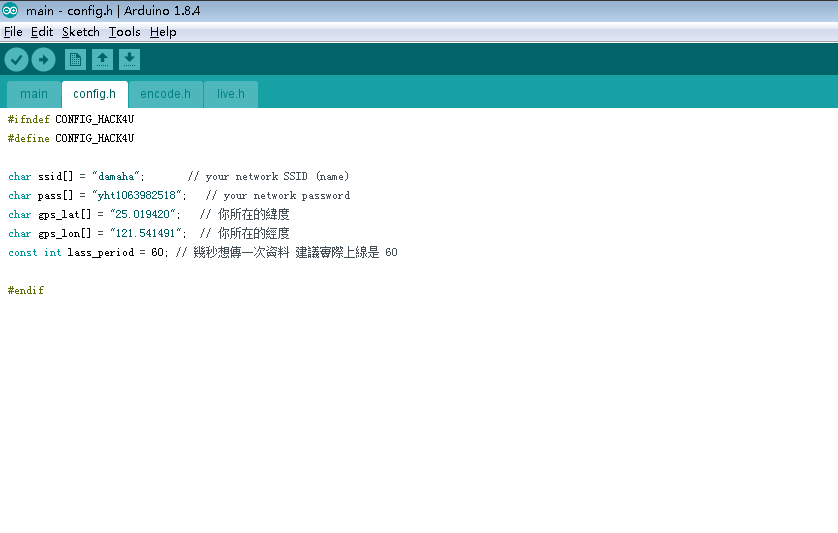 main - config.h | Arduino 1.8.4
File Edit Sketch Tools Help
main config.h encode.h live.h
#ifndef CONFIG_HACK4U
#define CONFIG_HACK4U
char ssid[] = "damaha"; // your network SSID (name)
char pass[] = "yht1063982518"; // your network password
char gps_lat[] = "25.019420"; // 你所在的緯度
char gps_lon[] = "121.541491"; // 你所在的經度
const int lass_period = 60; // 幾秒想傳一次資料 建議實際上線是 60
#endif